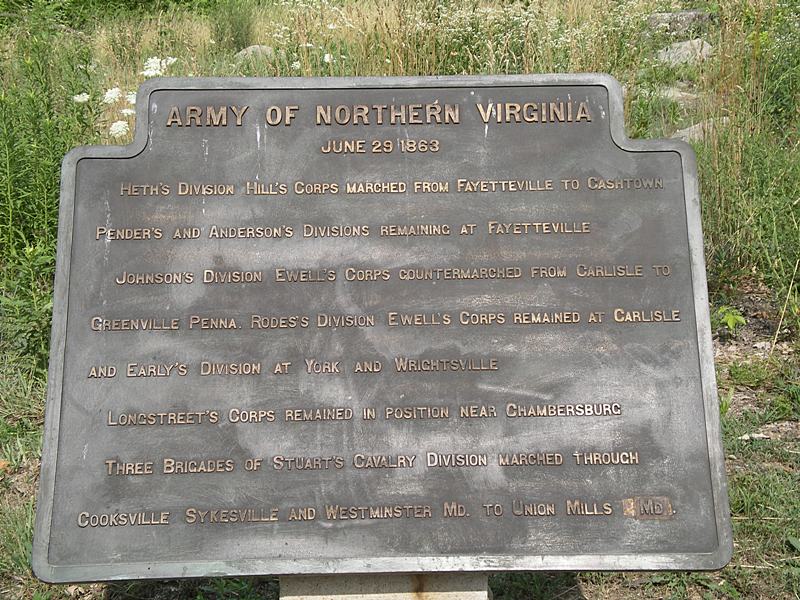 ARMY OF NORTHERN VIRGINIA
JUNE 29 1863
HETH'S DIVISION HILL'S CORPS MARCHED FROM FAYETTEVILLE TO CASHTOWN
PENDER'S AND ANDERSON'S DIVISIONS REMAINING AT FAYETTEVILLE
JOHNSON'S DIVISION EWELL'S CORPS COUNTERMARCHED FROM CARLISLE TO
GREENVILLE PENNA. RODES'S DIVISION EWELL'S CORPS REMAINED AT CARLISLE
AND EARLY'S DIVISION AT YORK AND WRIGHTSVILLE
LONGSTREET'S CORPS REMAINED IN POSITION NEAR CHAMBERSBURG
THREE BRIGADES OF STUART'S CAVALRY DIVISION MARCHED THROUGH
COOKSVILLE SYKESVILLE AND WESTMINSTER MD. TO UNION MILLS MD.